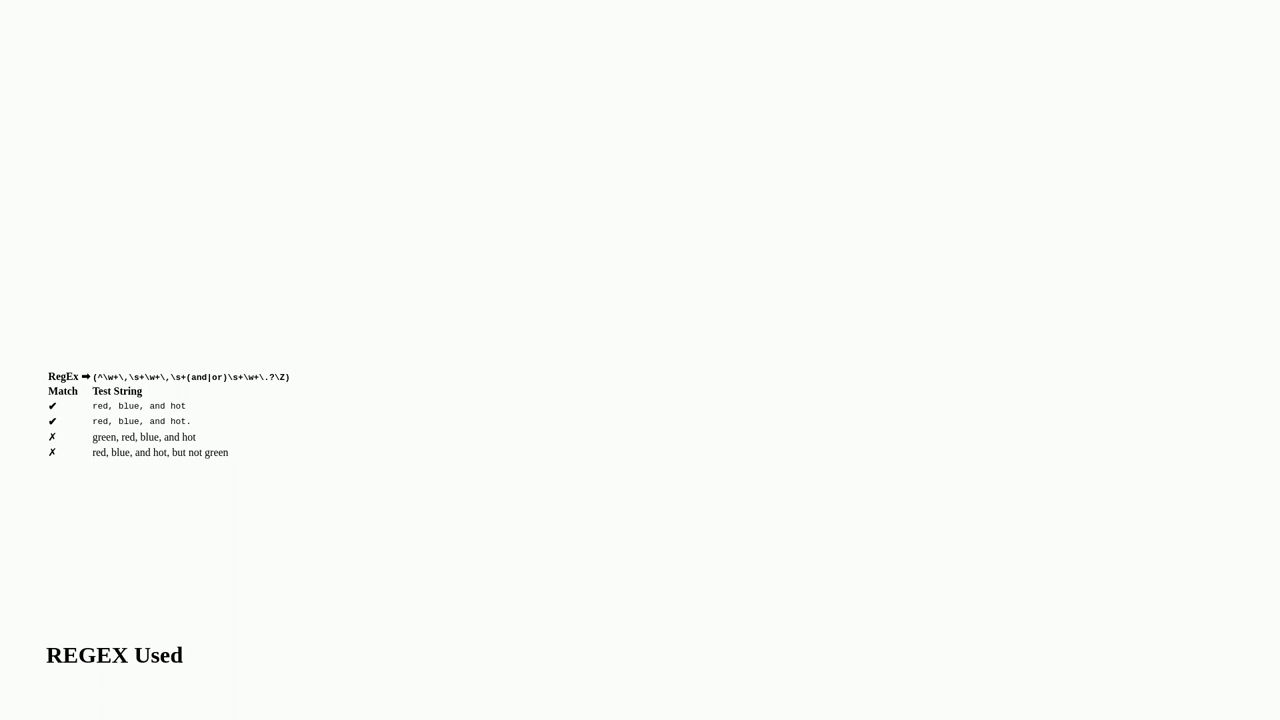 RegEx ➡ (^\w+\,\s+\w+\,\s+(and|or)\s+\w+\.?\Z)
Match Test String
✔ red, blue, and hot
✔ red, blue, and hot.
✗ green, red, blue, and hot
✗ red, blue, and hot, but not green
REGEX Used